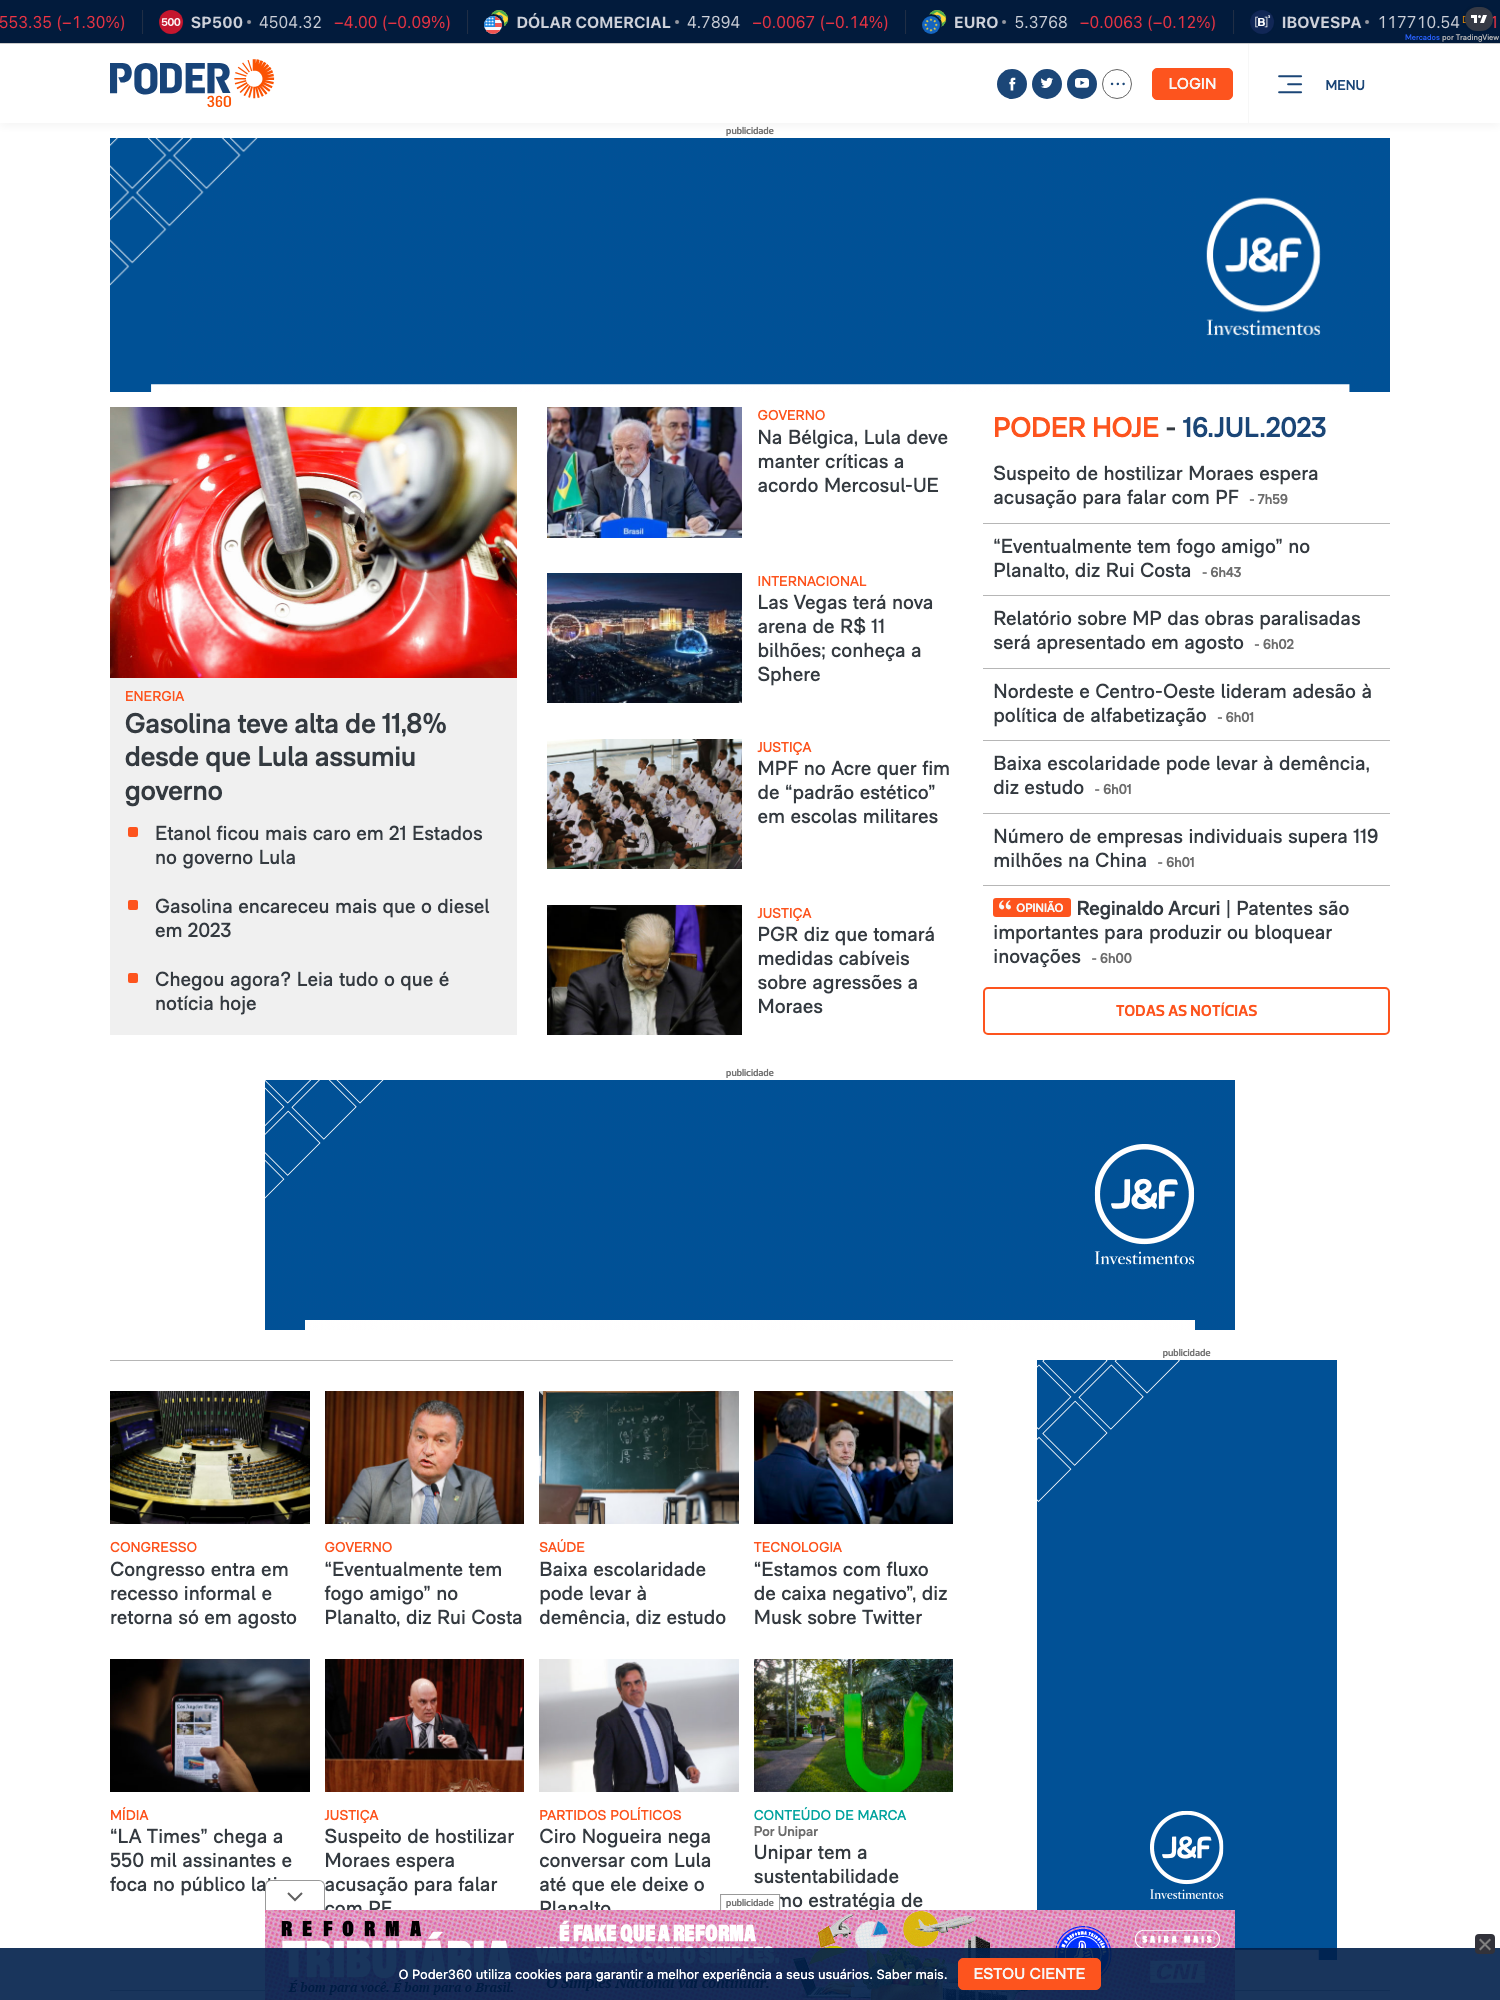 553.35 (−1.30%) 500 SP500 • 4504.32 −4.00 (−0.09%) DÓLAR COMERCIAL • 4.7894 −0.0067 (−0.14%) EURO • 5.3768 −0.0063 (−0.12%) [B] IBOVESPA • 117710.54
Mercados por TradingView
PODER
360
LOGIN
MENU
publicidade
J&F
Investimentos
ENERGIA
Gasolina teve alta de 11,8%
desde que Lula assumiu
governo
Etanol ficou mais caro em 21 Estados
no governo Lula
Gasolina encareceu mais que o diesel
em 2023
Chegou agora? Leia tudo o que é
notícia hoje
Brasil
GOVERNO
Na Bélgica, Lula deve
manter críticas a
acordo Mercosul-UE
INTERNACIONAL
Las Vegas terá nova
arena de R$ 11
bilhões; conheça a
Sphere
JUSTIÇA
MPF no Acre quer fim
de “padrão estético”
em escolas militares
JUSTIÇA
PGR diz que tomará
medidas cabíveis
sobre agressões a
Moraes
PODER HOJE - 16.JUL.2023
Suspeito de hostilizar Moraes espera
acusação para falar com PF - 7h59
“Eventualmente tem fogo amigo” no
Planalto, diz Rui Costa - 6h43
Relatório sobre MP das obras paralisadas
será apresentado em agosto - 6h02
Nordeste e Centro-Oeste lideram adesão à
política de alfabetização - 6h01
Baixa escolaridade pode levar à demência,
diz estudo - 6h01
Número de empresas individuais supera 119
milhões na China - 6h01
“ OPINIÃO Reginaldo Arcuri | Patentes são
importantes para produzir ou bloquear
inovações - 6h00
TODAS AS NOTÍCIAS
publicidade
J&F
Investimentos
publicidade
J&F
Investimentos
CONGRESSO
Congresso entra em
recesso informal e
retorna só em agosto
GOVERNO
“Eventualmente tem
fogo amigo” no
Planalto, diz Rui Costa
SAÚDE
Baixa escolaridade
pode levar à
demência, diz estudo
TECNOLOGIA
“Estamos com fluxo
de caixa negativo”, diz
Musk sobre Twitter
MÍDIA
“LA Times” chega a
550 mil assinantes e
foca no público
JUSTIÇA
Suspeito de hostilizar
Moraes espera
acusação para falar
com PF
PARTIDOS POLÍTICOS
Ciro Nogueira nega
conversar com Lula
até que ele deixe o
Planalto
CONTEÚDO DE MARCA
Por Unipar
Unipar tem a
sustentabilidade
estratégia de
publicidade
REFORMA
TRIBUTÁRIA
É bom para você. É bom para o Brasil.
É FAKE QUE A REFORMA
SAIBA MAIS
CNI
O Poder360 utiliza cookies para garantir a melhor experiência a seus usuários. Saber mais.
ESTOU CIENTE